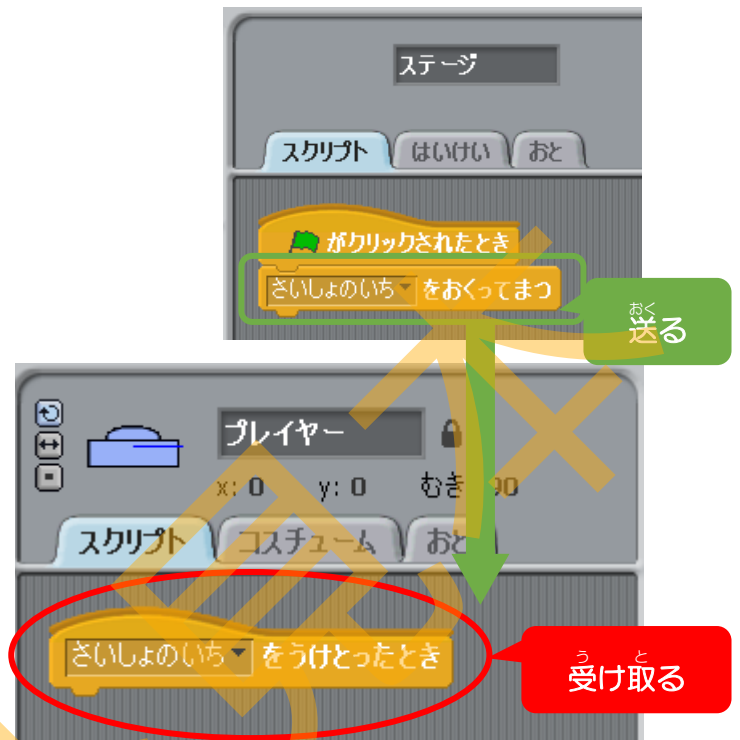 ステージ
スクリプト はいけい おと
がクリックされたとき
さいしょのいち をおくってまつ
おく
送る
プレイヤー
x: 0 y: 0 むき: 90
スクリプト コスチューム おと
さいしょのいち をうけとったとき
う と
受け取る
見本